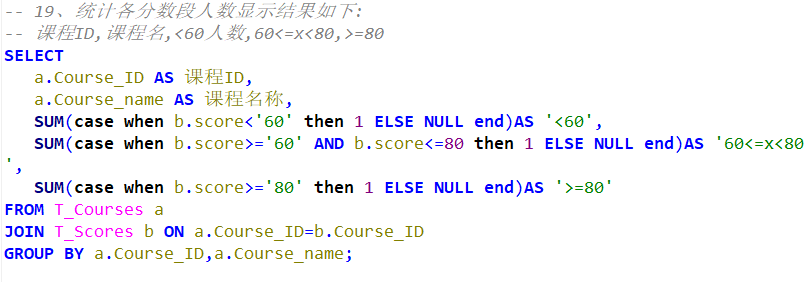 -- 19、统计各分数段人数显示结果如下:
-- 课程ID,课程名,<60人数,60<=x<80,>=80
SELECT
a.Course_ID AS 课程ID,
a.Course_name AS 课程名称,
SUM(case when b.score<'60' then 1 ELSE NULL end)AS '<60',
SUM(case when b.score>='60' AND b.score<=80 then 1 ELSE NULL end)AS '60<=x<80
',
SUM(case when b.score>='80' then 1 ELSE NULL end)AS '>=80'
FROM T_Courses a
JOIN T_Scores b ON a.Course_ID=b.Course_ID
GROUP BY a.Course_ID,a.Course_name;